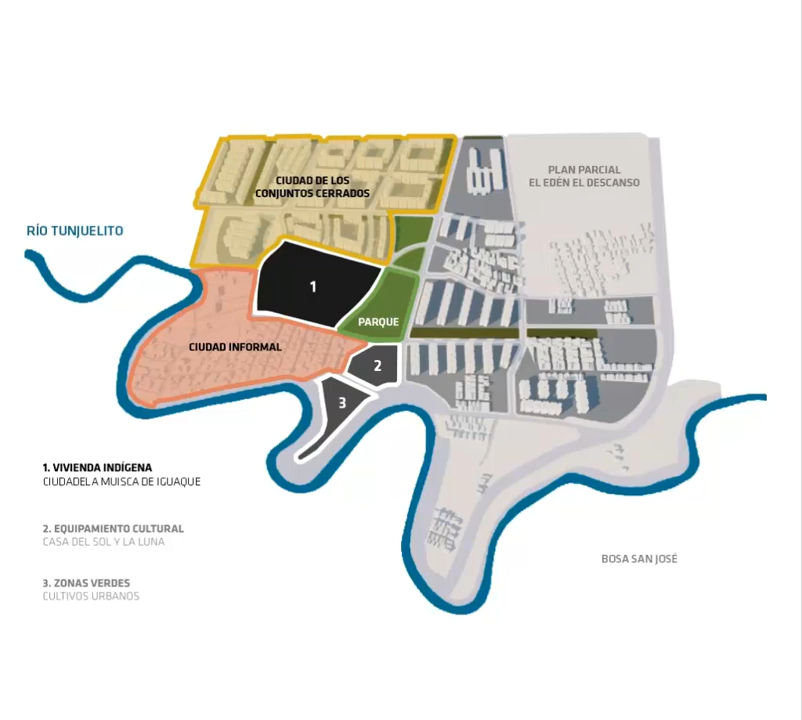 CIUDAD DE LOS
CONJUNTOS CERRADOS
PLAN PARCIAL
EL EDÉN EL DESCANSO
RÍO TUNJUELITO
1
PARQUE
CIUDAD INFORMAL
2
3
1. VIVIENDA INDÍGENA
CIUDADELA MUISCA DE IGUAQUE
2. EQUIPAMIENTO CULTURAL
CASA DEL SOL Y LA LUNA
BOSA SAN JOSÉ
3. ZONAS VERDES
CULTIVOS URBANOS